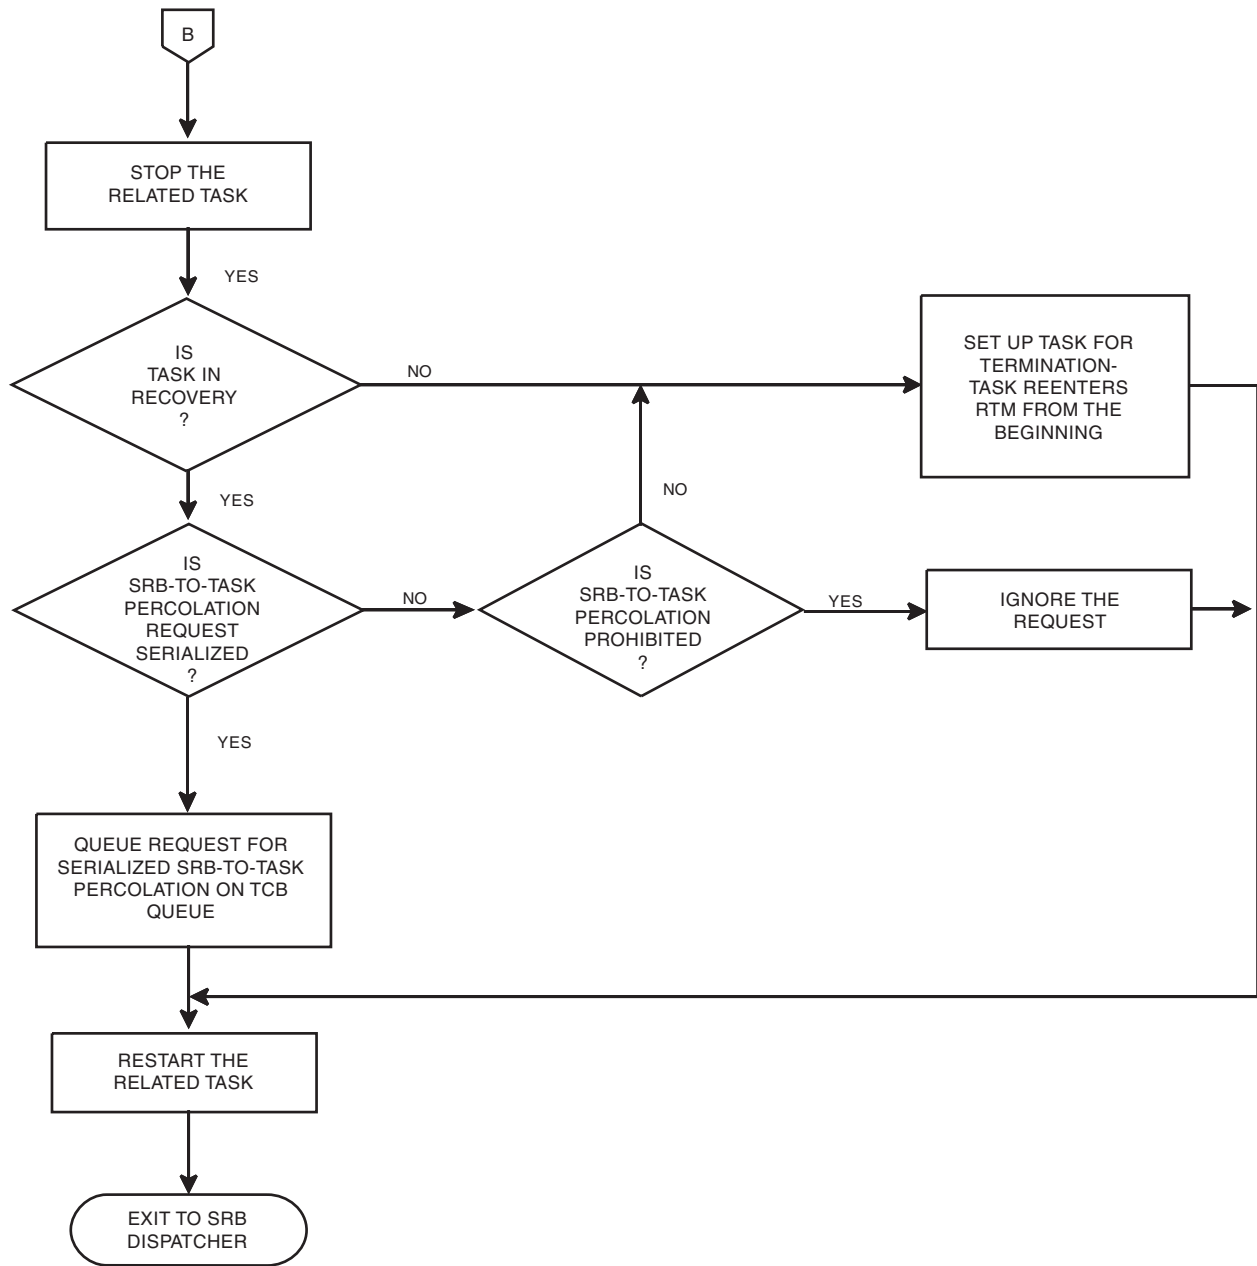 B
STOP THE
RELATED TASK
YES
IS
TASK IN
RECOVERY
?
NO
SET UP TASK FOR
TERMINATION-
TASK REENTERS
RTM FROM THE
BEGINNING
YES
NO
IS
SRB-TO-TASK
PERCOLATION
REQUEST
SERIALIZED
?
NO
IS
SRB-TO-TASK
PERCOLATION
PROHIBITED
?
YES
IGNORE THE
REQUEST
YES
QUEUE REQUEST FOR
SERIALIZED SRB-TO-TASK
PERCOLATION ON TCB
QUEUE
RESTART THE
RELATED TASK
EXIT TO SRB
DISPATCHER